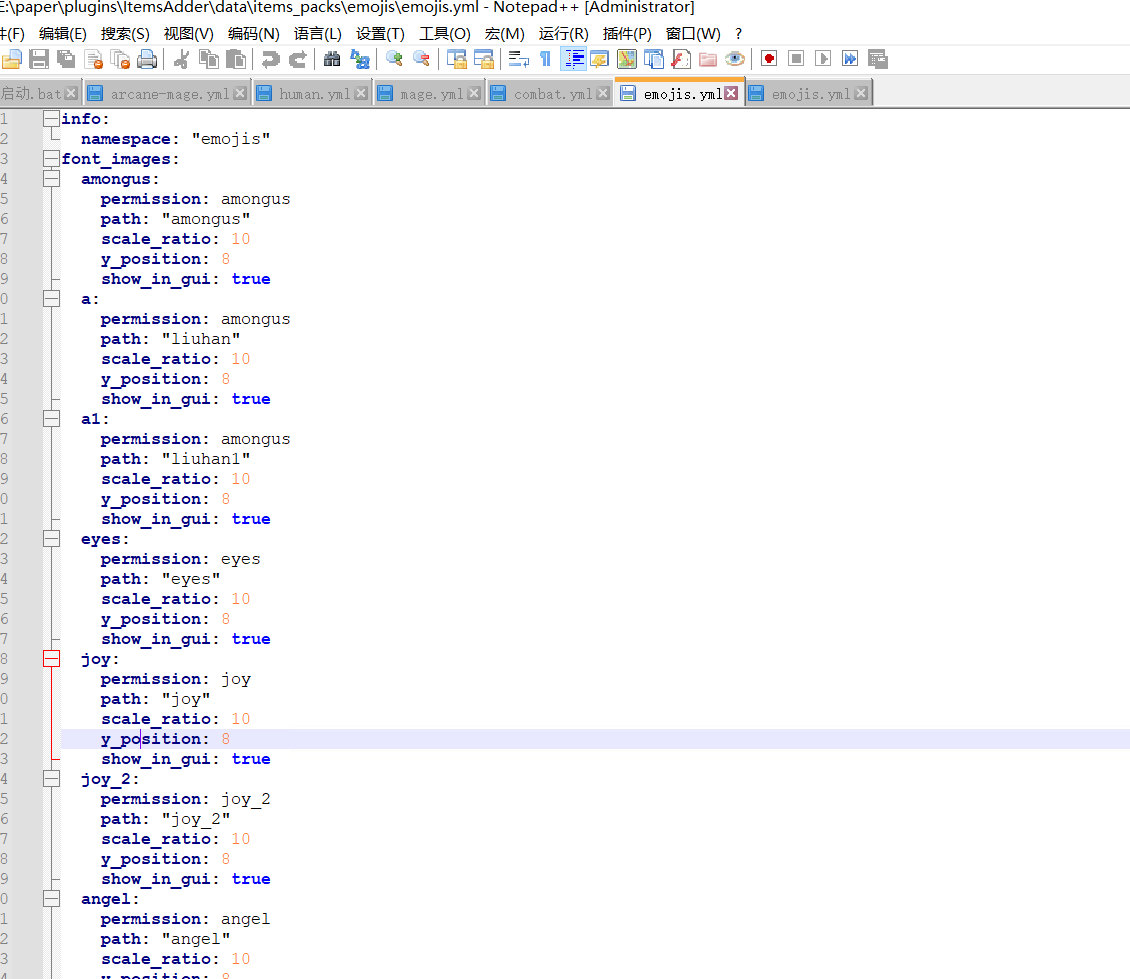 E:\paper\plugins\ItemsAdder\data\items_packs\emojis\emojis.yml - Notepad++ [Administrator]
件(F) 编辑(E) 搜索(S) 视图(V) 编码(N) 语言(L) 设置(T) 工具(O) 宏(M) 运行(R) 插件(P) 窗口(W) ?
启动.bat arcane-mage.yml human.yml mage.yml combat.yml emojis.yml emojis.yml
1 info:
2 namespace: "emojis"
3 font_images:
4 amongus:
5 permission: amongus
6 path: "amongus"
7 scale_ratio: 10
8 y_position: 8
9 show_in_gui: true
0 a:
1 permission: amongus
2 path: "liuhan"
3 scale_ratio: 10
4 y_position: 8
5 show_in_gui: true
6 a1:
7 permission: amongus
8 path: "liuhan1"
9 scale_ratio: 10
0 y_position: 8
1 show_in_gui: true
2 eyes:
3 permission: eyes
4 path: "eyes"
5 scale_ratio: 10
6 y_position: 8
7 show_in_gui: true
8 joy:
9 permission: joy
0 path: "joy"
1 scale_ratio: 10
2 y_position: 8
3 show_in_gui: true
4 joy_2:
5 permission: joy_2
6 path: "joy_2"
7 scale_ratio: 10
8 y_position: 8
9 show_in_gui: true
0 angel:
1 permission: angel
2 path: "angel"
3 scale_ratio: 10
4 y_position: 8